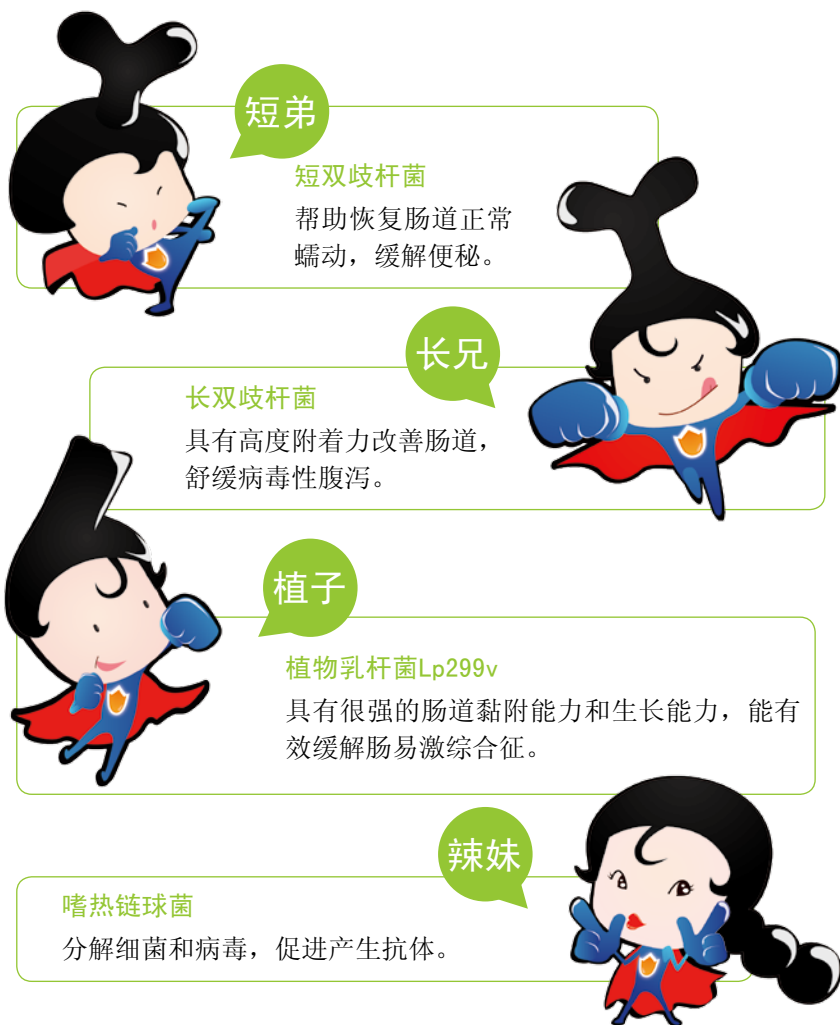 短弟
短双歧杆菌
帮助恢复肠道正常
蠕动，缓解便秘。
长兄
长双歧杆菌
具有高度附着力改善肠道，
舒缓病毒性腹泻。
植子
植物乳杆菌Lp299v
具有很强的肠道黏附能力和生长能力，能有
效缓解肠易激综合征。
辣妹
嗜热链球菌
分解细菌和病毒，促进产生抗体。